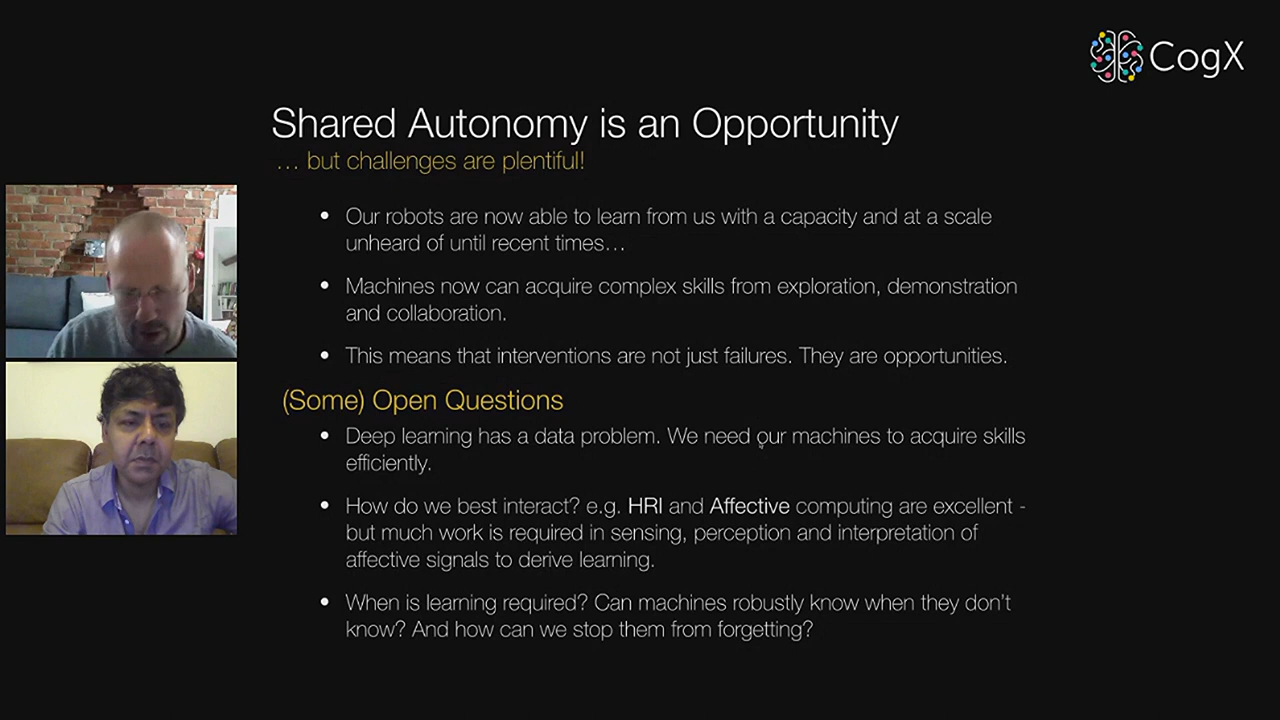 CogX
Shared Autonomy is an Opportunity
... but challenges are plentiful!
• Our robots are now able to learn from us with a capacity and at a scale
unheard of until recent times...
• Machines now can acquire complex skills from exploration, demonstration
and collaboration.
• This means that interventions are not just failures. They are opportunities.
(Some) Open Questions
• Deep learning has a data problem. We need our machines to acquire skills
efficiently.
• How do we best interact? e.g. HRI and Affective computing are excellent -
but much work is required in sensing, perception and interpretation of
affective signals to derive learning.
• When is learning required? Can machines robustly know when they don't
know? And how can we stop them from forgetting?